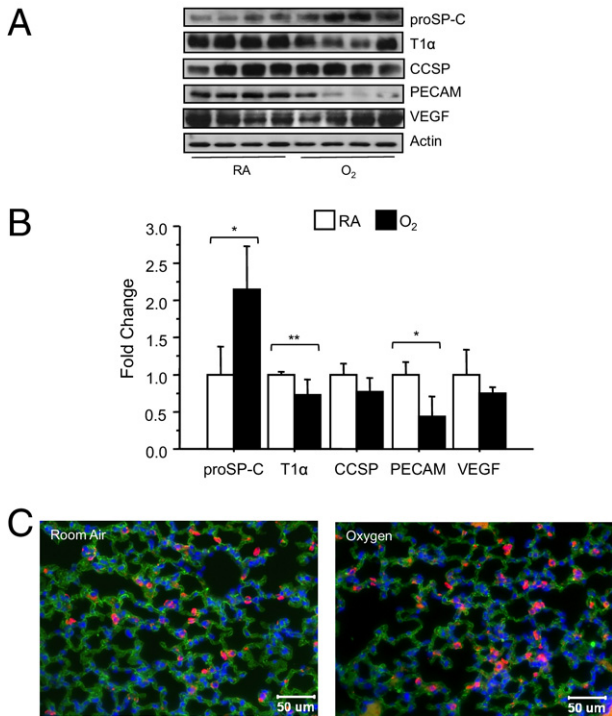 A
proSP-C
T1α
CCSP
PECAM
VEGF
Actin
RA O2
B
RA O2
Fold Change
3.0
2.5
2.0
1.5
1.0
0.5
0.0
*
**
*
proSP-C T1α CCSP PECAM VEGF
C
Room Air
50 um
Oxygen
50 um